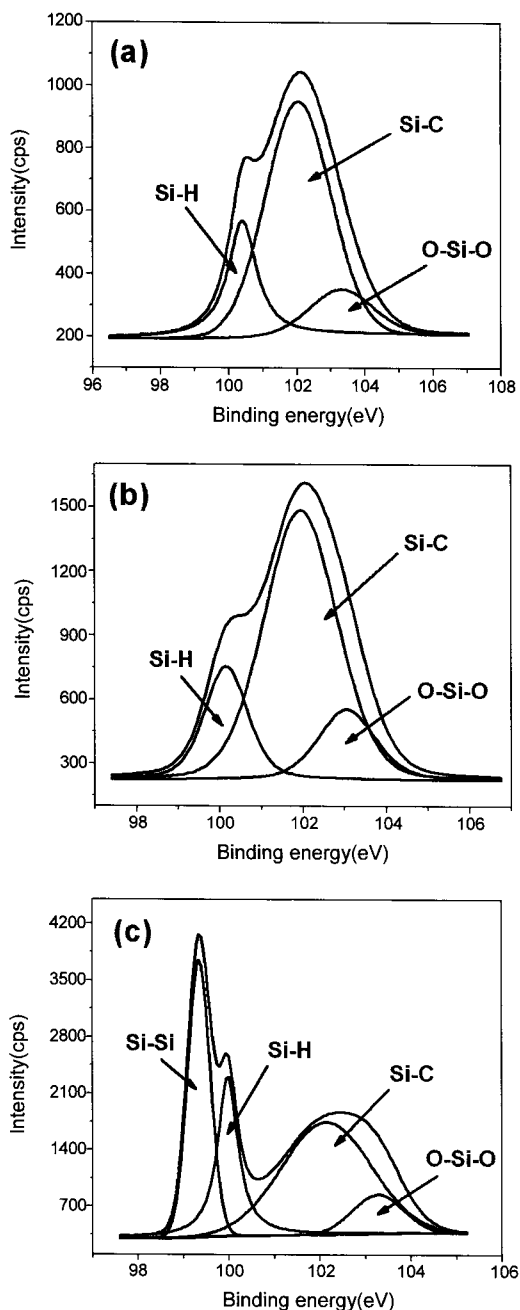 1200
(a)
1000
Si-C
800
Si-H
600
O-Si-O
400
200
Intensity(cps)
96 98 100 102 104 106 108
Binding energy(eV)
(b)
1500
Si-C
1200
900
Si-H
O-Si-O
600
300
Intensity(cps)
98 100 102 104 106
Binding energy(eV)
4200
(c)
3500
2800
Si-Si
Si-H
Si-C
2100
O-Si-O
1400
700
Intensity(cps)
98 100 102 104 106
Binding energy(eV)